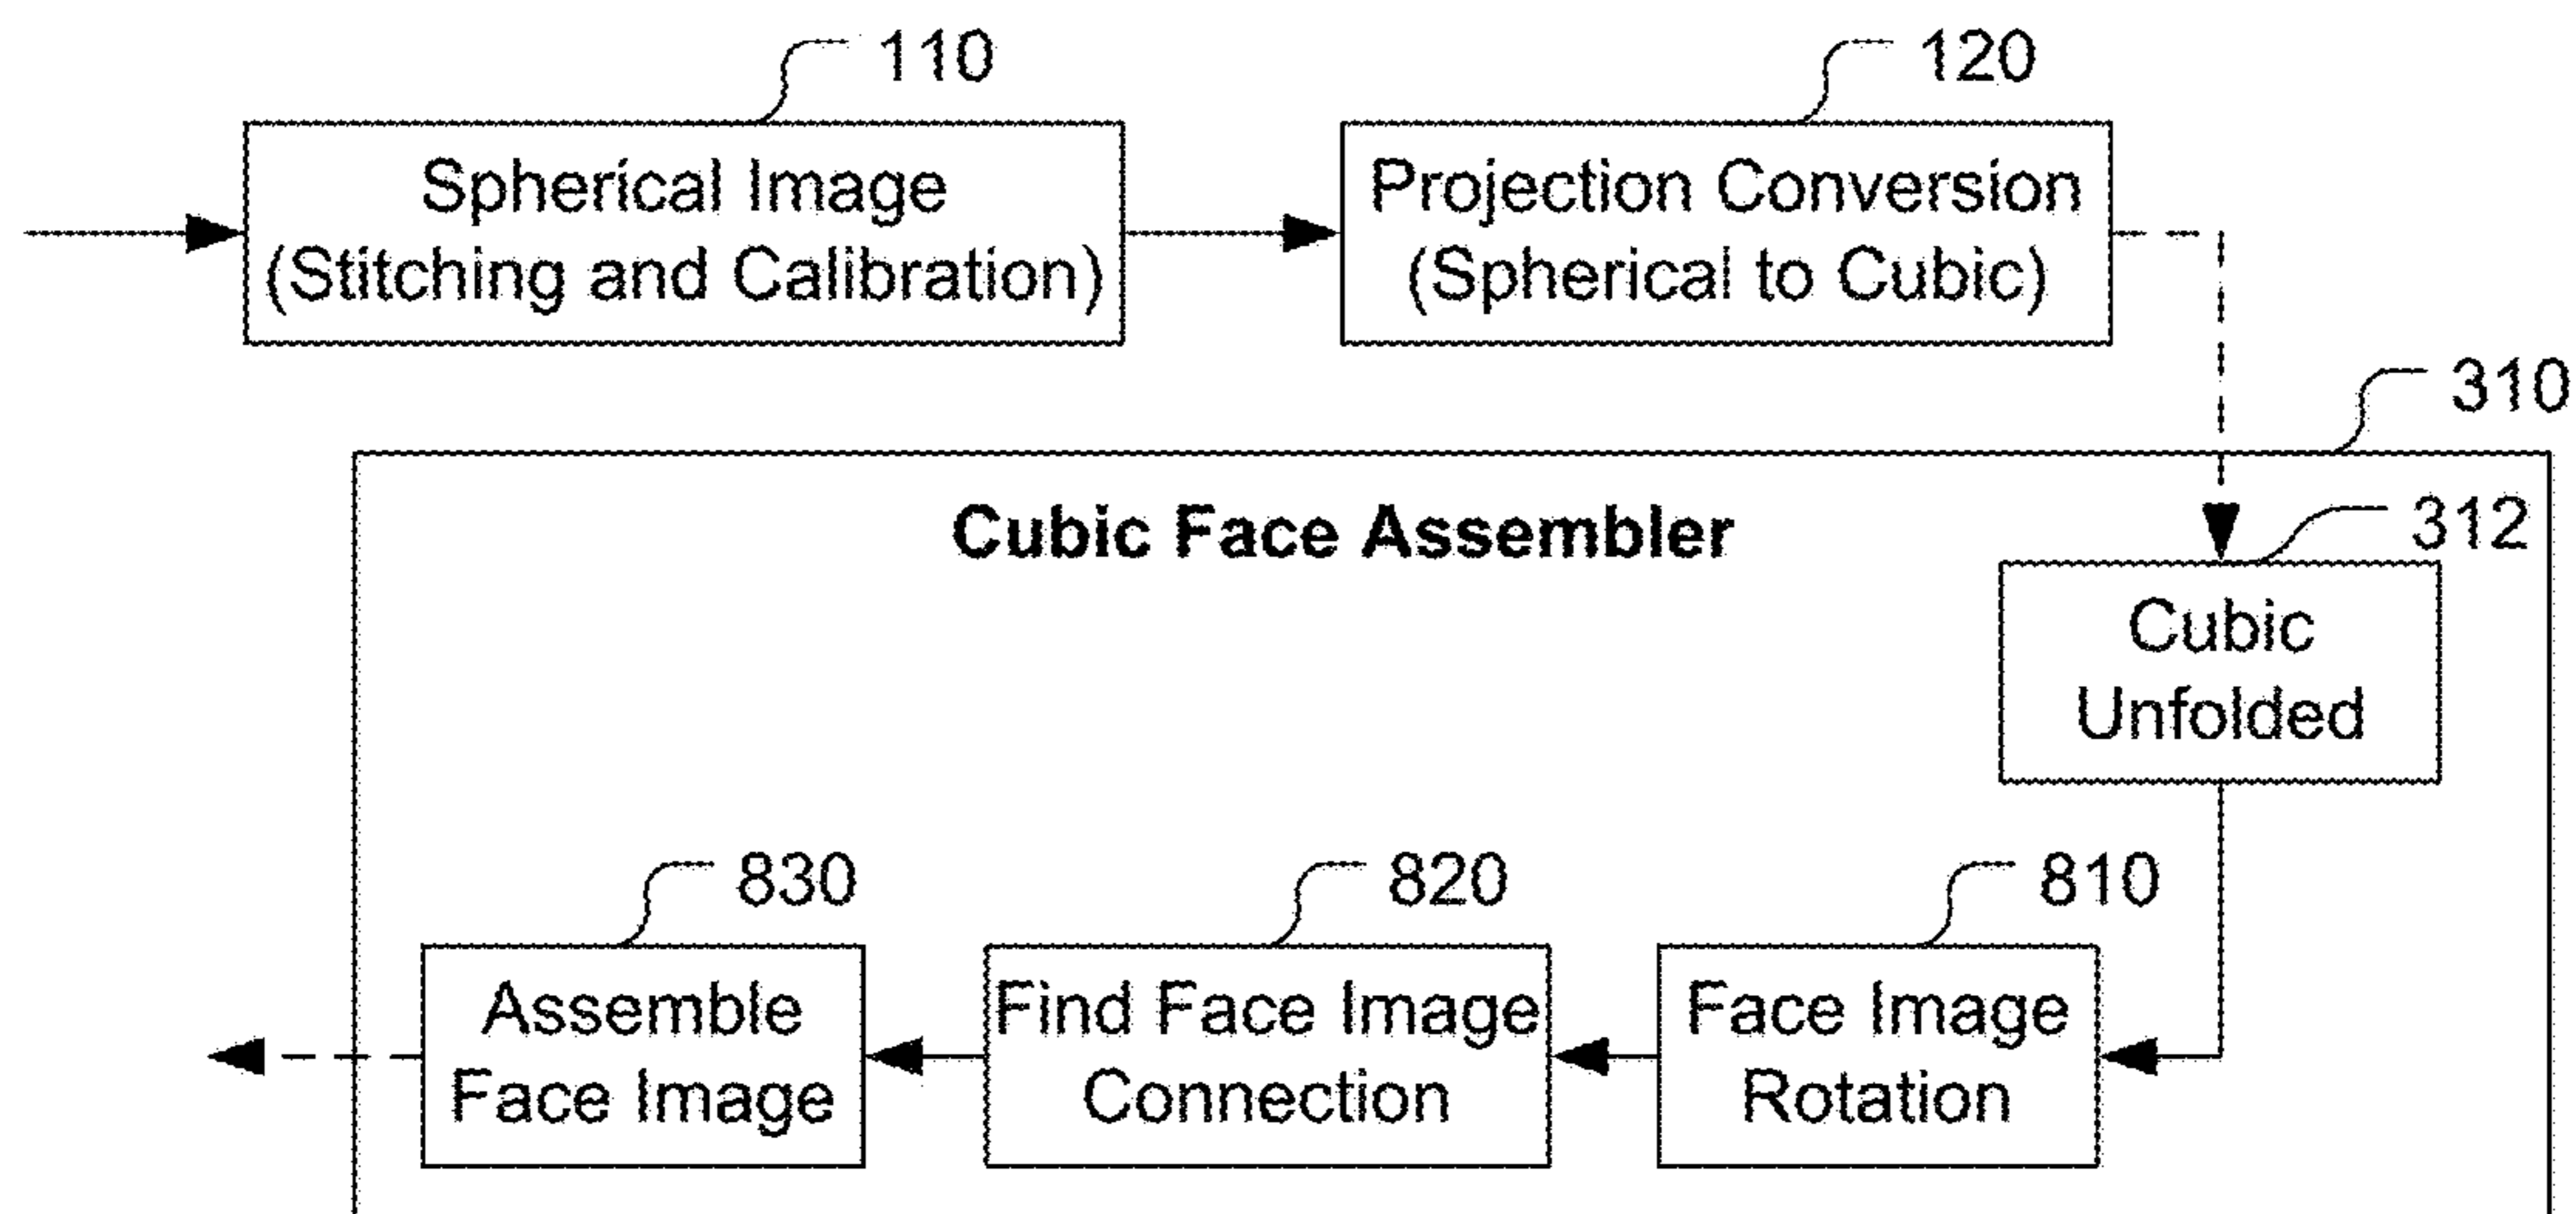 110
120
Spherical Image
(Stitching and Calibration)
Projection Conversion
(Spherical to Cubic)
310
Cubic Face Assembler
312
Cubic
Unfolded
830
820
810
Assemble
Face Image
Find Face Image
Connection
Face Image
Rotation